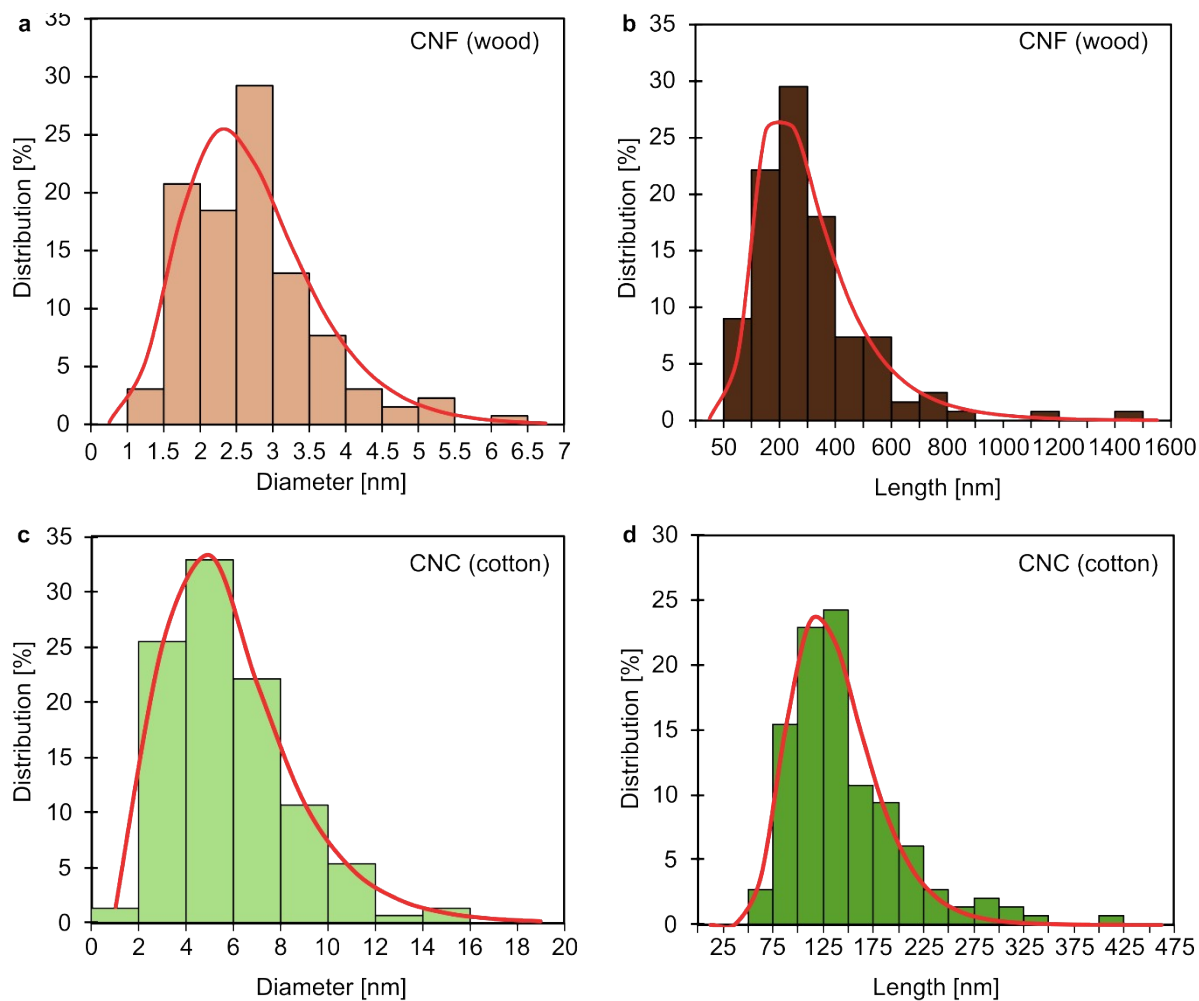 a
CNF (wood)
35
30
25
20
15
10
5
0
Distribution [%]
0 1 1.5 2 2.5 3 3.5 4 4.5 5 5.5 6 6.5 7
Diameter [nm]
b
CNF (wood)
35
30
25
20
15
10
5
0
Distribution [%]
50 200 400 600 800 1000 1200 1400 1600
Length [nm]
c
CNC (cotton)
35
30
25
20
15
10
5
0
Distribution [%]
0 2 4 6 8 10 12 14 16 18 20
Diameter [nm]
d
CNC (cotton)
30
25
20
15
10
5
0
Distribution [%]
25 75 125 175 225 275 325 375 425 475
Length [nm]